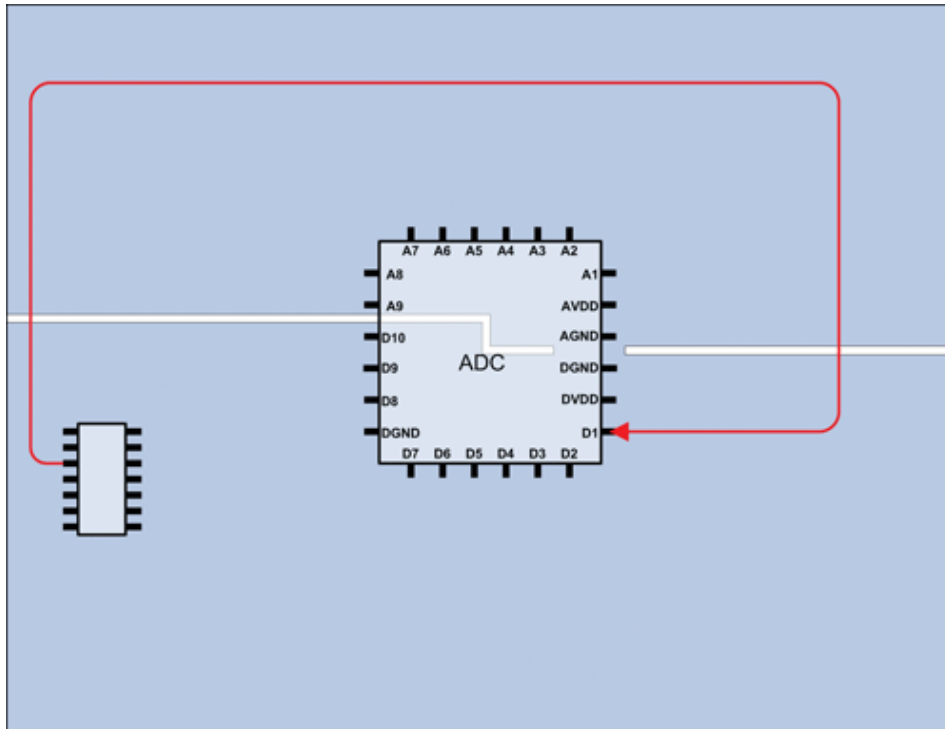 A7 A6 A5 A4 A3 A2
A8 A1
A9 AVDD
D10 AGND
ADC
D9 DGND
D8 DVDD
DGND D1
D7 D6 D5 D4 D3 D2